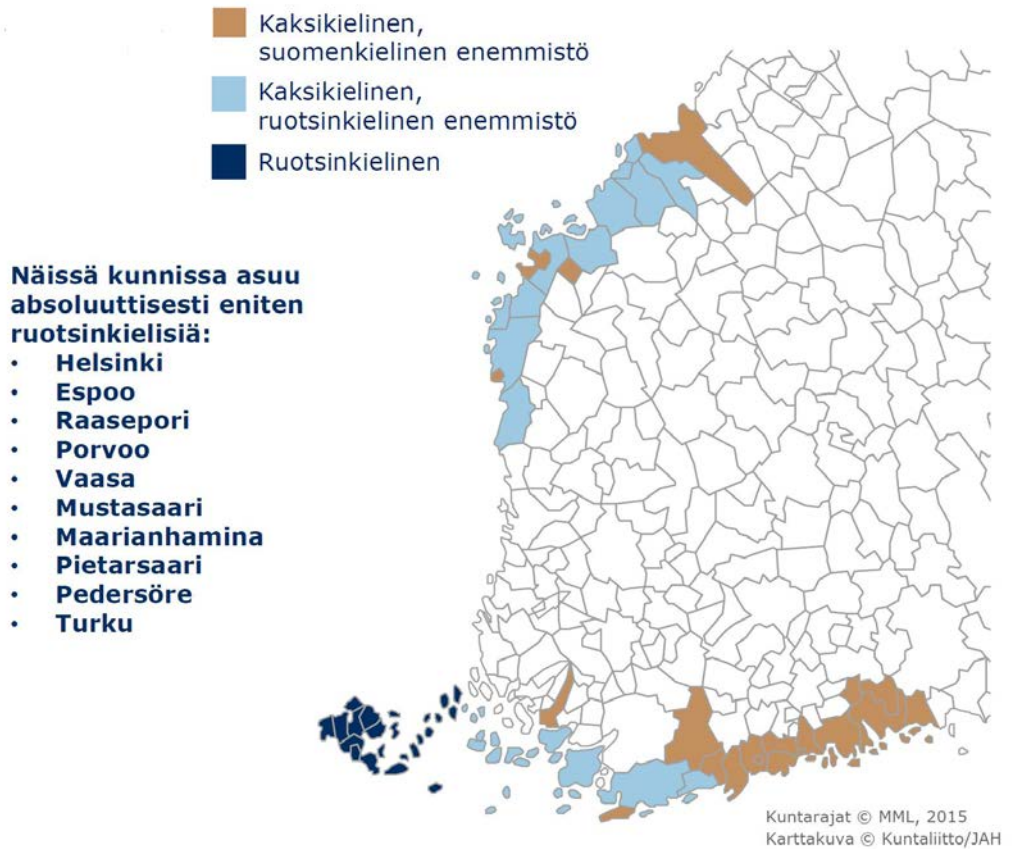 Kaksikielinen,
suomenkielinen enemmistö
Kaksikielinen,
ruotsinkielinen enemmistö
Ruotsinkielinen
Näissä kunnissa asuu
absoluuttisesti eniten
ruotsinkielisiä:
• Helsinki
• Espoo
• Raasepori
• Porvoo
• Vaasa
• Mustasaari
• Maarianhamina
• Pietarsaari
• Pedersöre
• Turku
Kuntarajat © MML, 2015
Karttakuva © Kuntaliitto/JAH